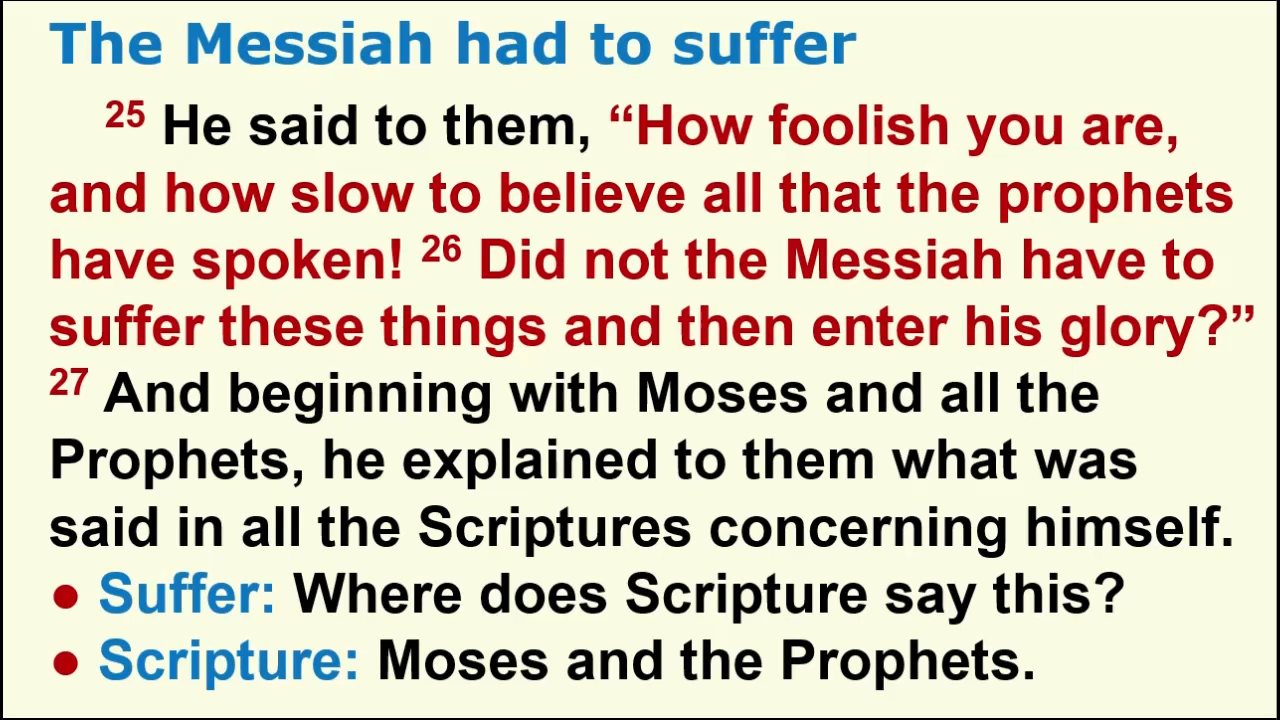 The Messiah had to suffer
25 He said to them, “How foolish you are,
and how slow to believe all that the prophets
have spoken! 26 Did not the Messiah have to
suffer these things and then enter his glory?”
27 And beginning with Moses and all the
Prophets, he explained to them what was
said in all the Scriptures concerning himself.
● Suffer: Where does Scripture say this?
● Scripture: Moses and the Prophets.